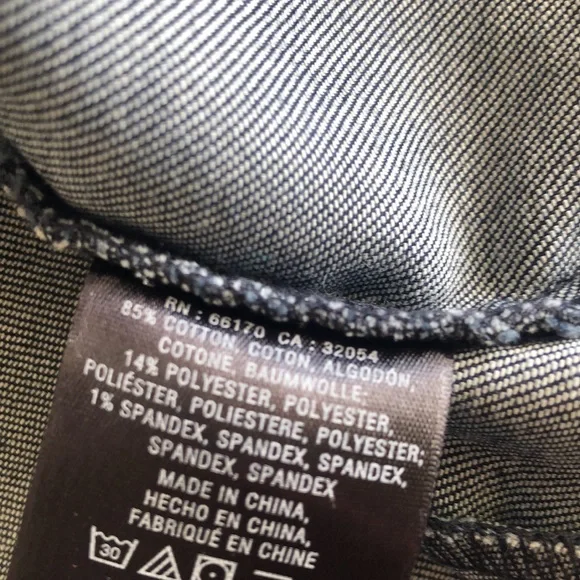 RN : 66170 CA : 32054
85% COTTON, COTON, ALGODÓN,
COTONE, BAUMWOLLE;
14% POLYESTER, POLYESTER,
POLIÉSTER, POLIESTERE, POLYESTER;
1% SPANDEX, SPANDEX, SPANDEX,
SPANDEX, SPANDEX
MADE IN CHINA,
HECHO EN CHINA,
FABRIQUÉ EN CHINE
30